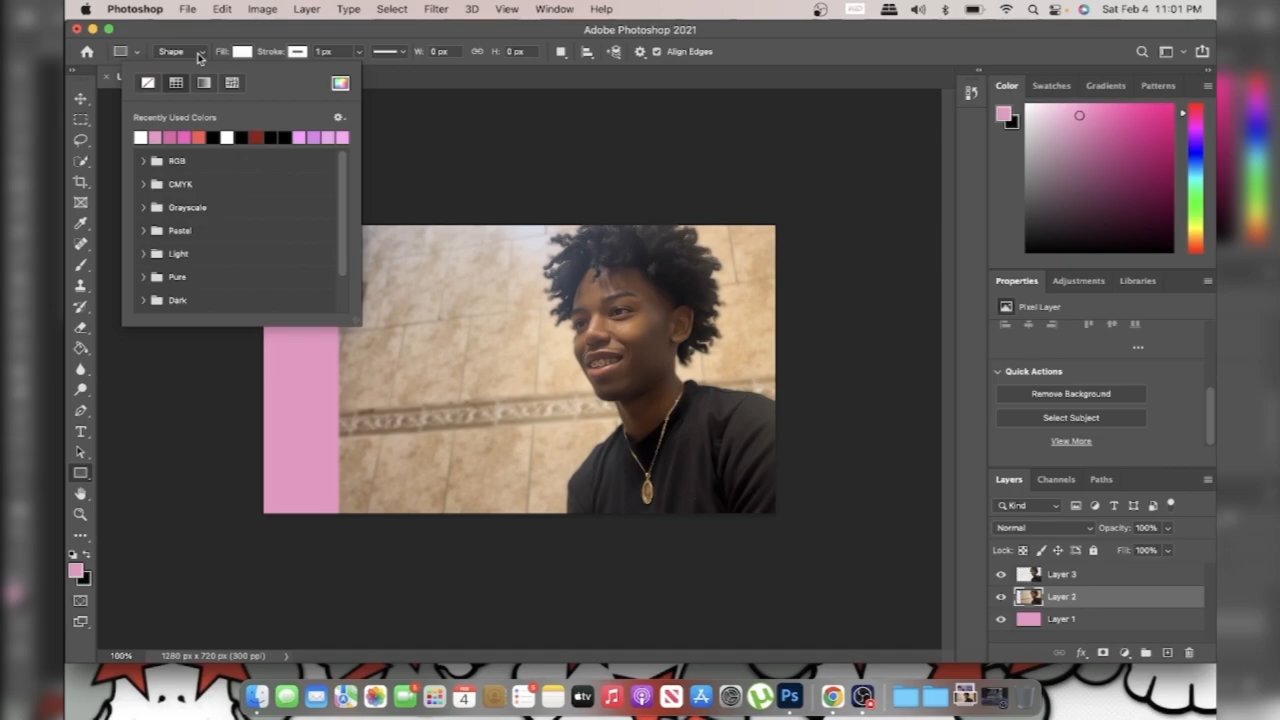 Photoshop File Edit Image Layer Type Select Filter 3D View Window Help Sat Feb 4 11:01 PM
Adobe Photoshop 2021
Shape Fill: Stroke: 1 px W: 0 px H: 0 px Align Edges
Color Swatches Gradients Patterns
Recently Used Colors
RGB
CMYK
Grayscale
Pastel
Light
Pure
Dark
Properties Adjustments Libraries
Pixel Layer
Quick Actions
Remove Background
Select Subject
View More
Layers Channels Paths
Kind
Normal Opacity: 100%
Lock: Fill: 100%
Layer 3
Layer 2
Layer 1
100% 1280 px x 720 px (300 ppi)
FEB
4
tv
Ps